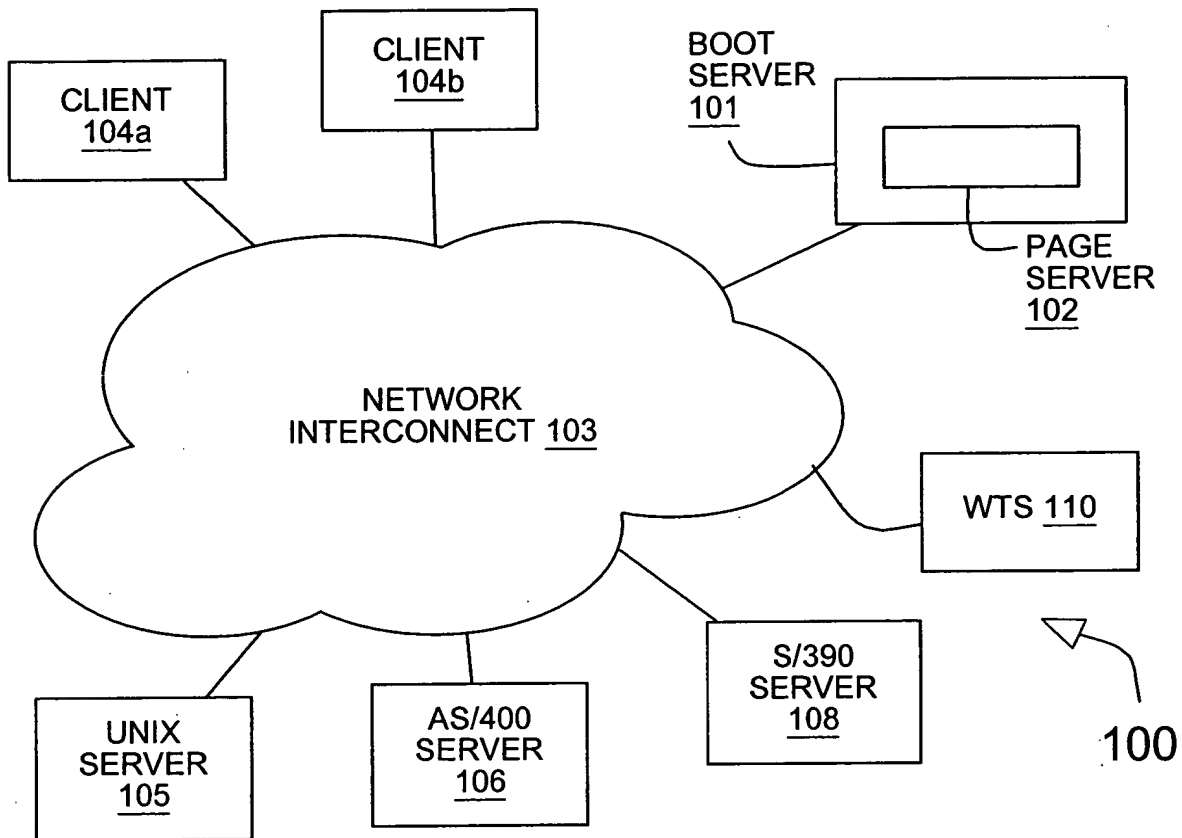 CLIENT
104a
CLIENT
104b
BOOT
SERVER
101
PAGE
SERVER
102
NETWORK
INTERCONNECT 103
WTS 110
S/390
SERVER
108
UNIX
SERVER
105
AS/400
SERVER
106
100